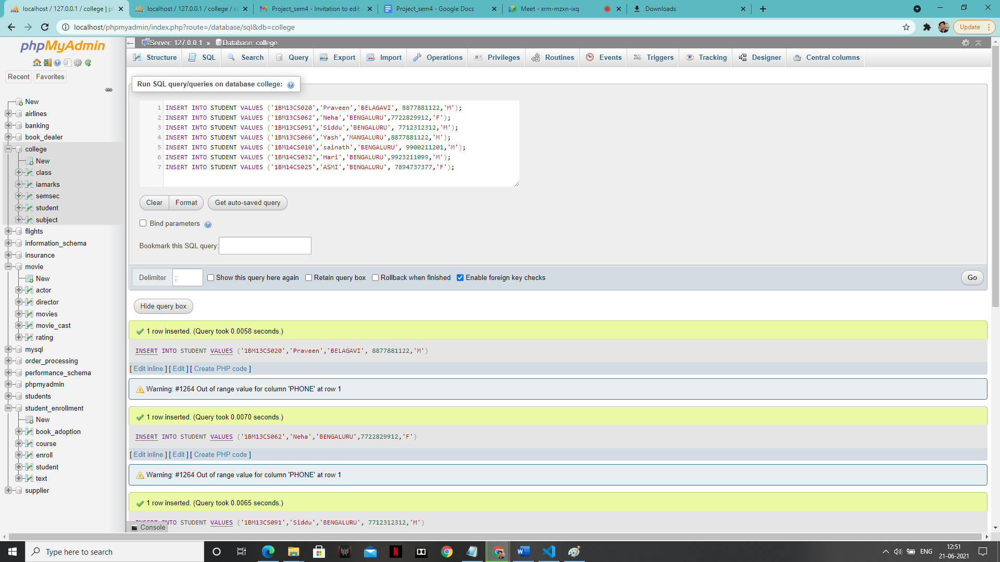 localhost / 127.0.0.1 / college | ph
localhost / 127.0.0.1 / college / st
Project_sem4 - Invitation to edit
Project_sem4 - Google Docs
Meet - xrm-mzxn-ixq
Downloads
localhost/phpmyadmin/index.php?route=/database/sql&db=college
Update
phpMyAdmin
Recent
Favorites
New
airlines
banking
book_dealer
college
New
class
iamarks
semsec
student
subject
flights
information_schema
insurance
movie
New
actor
director
movies
movie_cast
rating
mysql
order_processing
performance_schema
phpmyadmin
students
student_enrollment
New
book_adoption
course
enroll
student
text
supplier
Server: 127.0.0.1 » Database: college
Structure
SQL
Search
Query
Export
Import
Operations
Privileges
Routines
Events
Triggers
Tracking
Designer
Central columns
Run SQL query/queries on database college:
1 INSERT INTO STUDENT VALUES ('1BM13CS020','Praveen','BELAGAVI', 8877881122,'M');
2 INSERT INTO STUDENT VALUES ('1BM13CS062','Neha','BENGALURU',7722829912,'F');
3 INSERT INTO STUDENT VALUES ('1BM13CS091','Siddu','BENGALURU', 7712312312,'M');
4 INSERT INTO STUDENT VALUES ('1BM13CS066','Yash','MANGALURU',8877881122,'M');
5 INSERT INTO STUDENT VALUES ('1BM14CS010','sainath','BENGALURU', 9900211201,'M');
6 INSERT INTO STUDENT VALUES ('1BM14CS032','Hari','BENGALURU',9923211099,'M');
7 INSERT INTO STUDENT VALUES ('1BM14CS025','ASMI','BENGALURU', 7894737377,'F');
Clear
Format
Get auto-saved query
Bind parameters
Bookmark this SQL query:
Delimiter
;
Show this query here again
Retain query box
Rollback when finished
Enable foreign key checks
Go
Hide query box
1 row inserted. (Query took 0.0058 seconds.)
INSERT INTO STUDENT VALUES ('1BM13CS020','Praveen','BELAGAVI', 8877881122,'M')
[ Edit inline ] [ Edit ] [ Create PHP code ]
Warning: #1264 Out of range value for column 'PHONE' at row 1
1 row inserted. (Query took 0.0070 seconds.)
INSERT INTO STUDENT VALUES ('1BM13CS062','Neha','BENGALURU',7722829912,'F')
[ Edit inline ] [ Edit ] [ Create PHP code ]
Warning: #1264 Out of range value for column 'PHONE' at row 1
1 row inserted. (Query took 0.0065 seconds.)
INSERT INTO STUDENT VALUES ('1BM13CS091','Siddu','BENGALURU', 7712312312,'M')
Console
Type here to search
ENG
12:51
21-06-2021